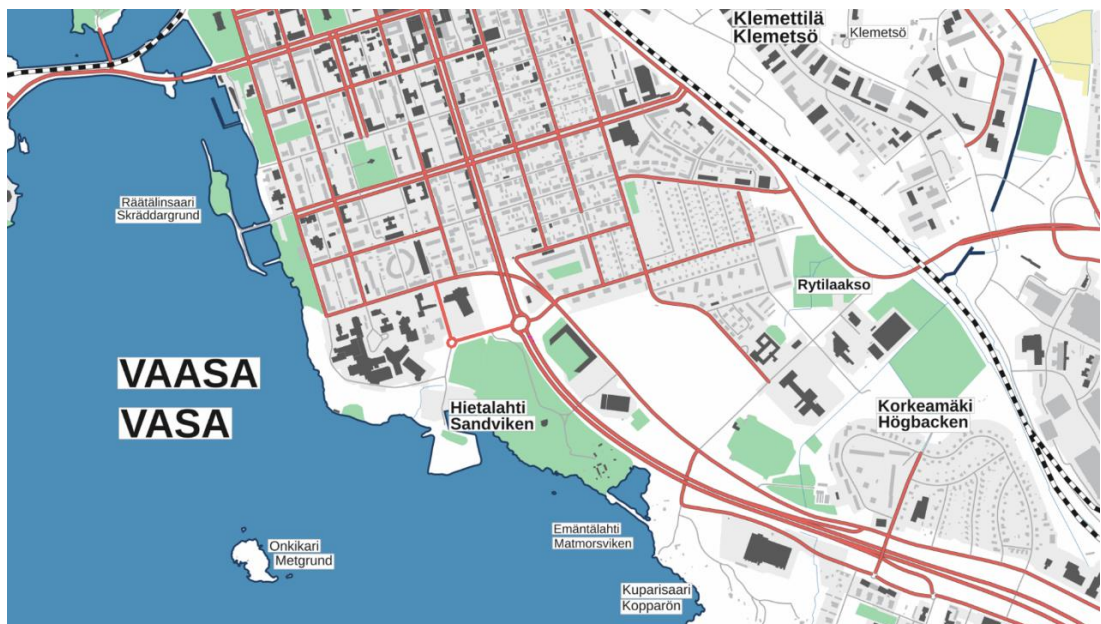 Klemettilä
Klemetsö
Klemetsö
Räätälinsaari
Skräddargrund
Rytilaakso
VAASA
VASA
Hietalahti
Sandviken
Korkeamäki
Högbacken
Emäntälahti
Matmorsviken
Onkikari
Metgrund
Kuparisaari
Kopparön